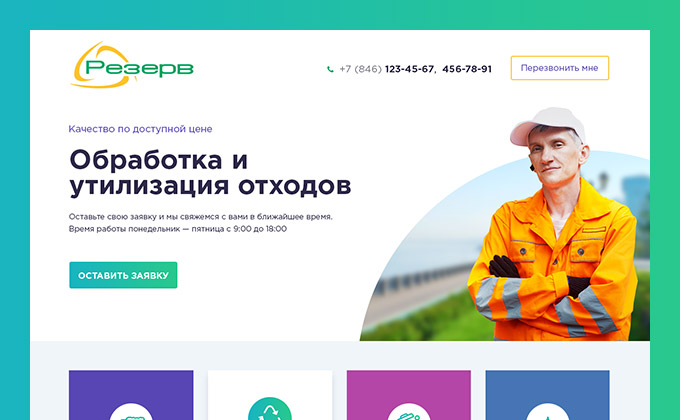 Резерв
+7 (846) 123-45-67, 456-78-91
Перезвонить мне
Качество по доступной цене
Обработка и
утилизация отходов
Оставьте свою заявку и мы свяжемся с вами в ближайшее время.
Время работы понедельник — пятница с 9:00 до 18:00
ОСТАВИТЬ ЗАЯВКУ